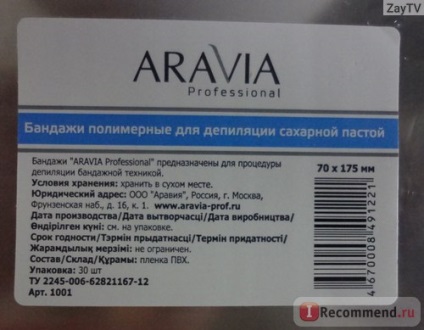 ZayTV
ARAVIA
Professional
Бандажи полимерные для депиляции сахарной пастой
Бандажи "ARAVIA Professional" предназначены для процедуры
депиляции бандажной техникой.
Условия хранения: хранить в сухом месте.
Юридический адрес: ООО "Аравия", Россия, г. Москва,
Фрунзенская наб., д. 16, к. 1. www.aravia-prof.ru
Дата производства/Дата вытворчасці/Дата виробництва/
Өндірілген күні: см. на упаковке.
Срок годности/Тэрмін прыдатнасці/Термін придатності/
Жарамдылық мерзімі: не ограничен.
Состав/Склад/Құрамы: пленка ПВХ.
Упаковка: 30 шт
ТУ 2245-006-62821167-12
Арт. 1001
70 x 175 мм
4 670008 491221
I Recommend.ru